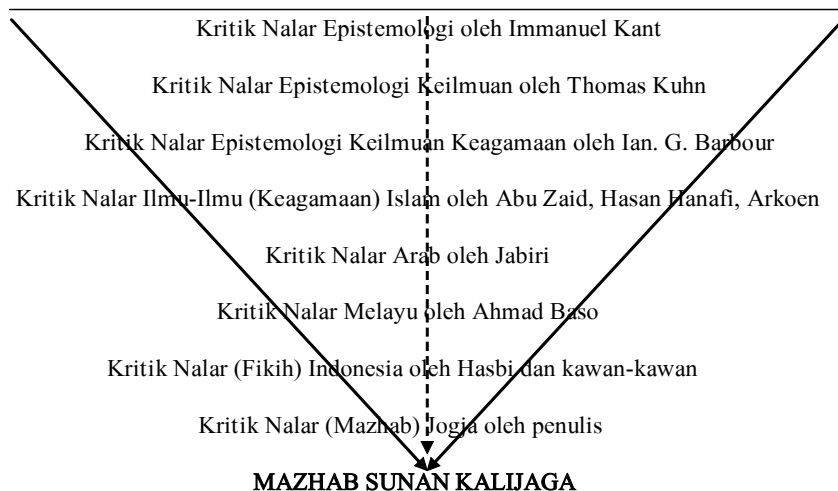 Kritik Nalar Epistemologi oleh Immanuel Kant
Kritik Nalar Epistemologi Keilmuan oleh Thomas Kuhn
Kritik Nalar Epistemologi Keilmuan Keagamaan oleh Ian. G. Barbour
Kritik Nalar Ilmu-Ilmu (Keagamaan) Islam oleh Abu Zaid, Hasan Hanafi, Arkoen
Kritik Nalar Arab oleh Jabiri
Kritik Nalar Melayu oleh Ahmad Baso
Kritik Nalar (Fikih) Indonesia oleh Hasbi dan kawan-kawan
Kritik Nalar (Mazhab) Jogja oleh penulis
MAZHAB SUNAN KALIJAGA